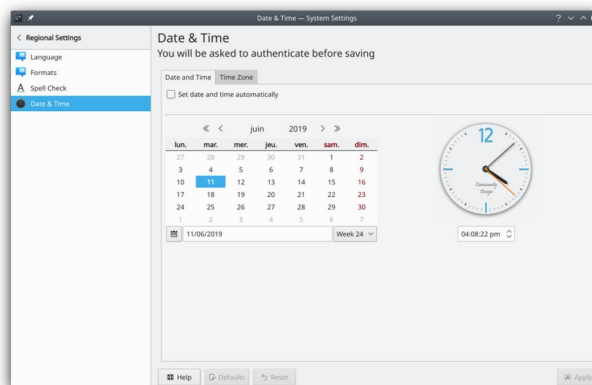 Date & Time — System Settings
Regional Settings
Language
Formats
Spell Check
Date & Time
Date & Time
You will be asked to authenticate before saving
Date and Time Time Zone
Set date and time automatically
juin 2019
lun. mar. mer. jeu. ven. sam. dim.
27 28 29 30 31 1 2
3 4 5 6 7 8 9
10 11 12 13 14 15 16
17 18 19 20 21 22 23
24 25 26 27 28 29 30
1 2 3 4 5 6 7
11/06/2019 Week 24
12
Community
Design
04:08:22 pm
Help Defaults Reset Apply